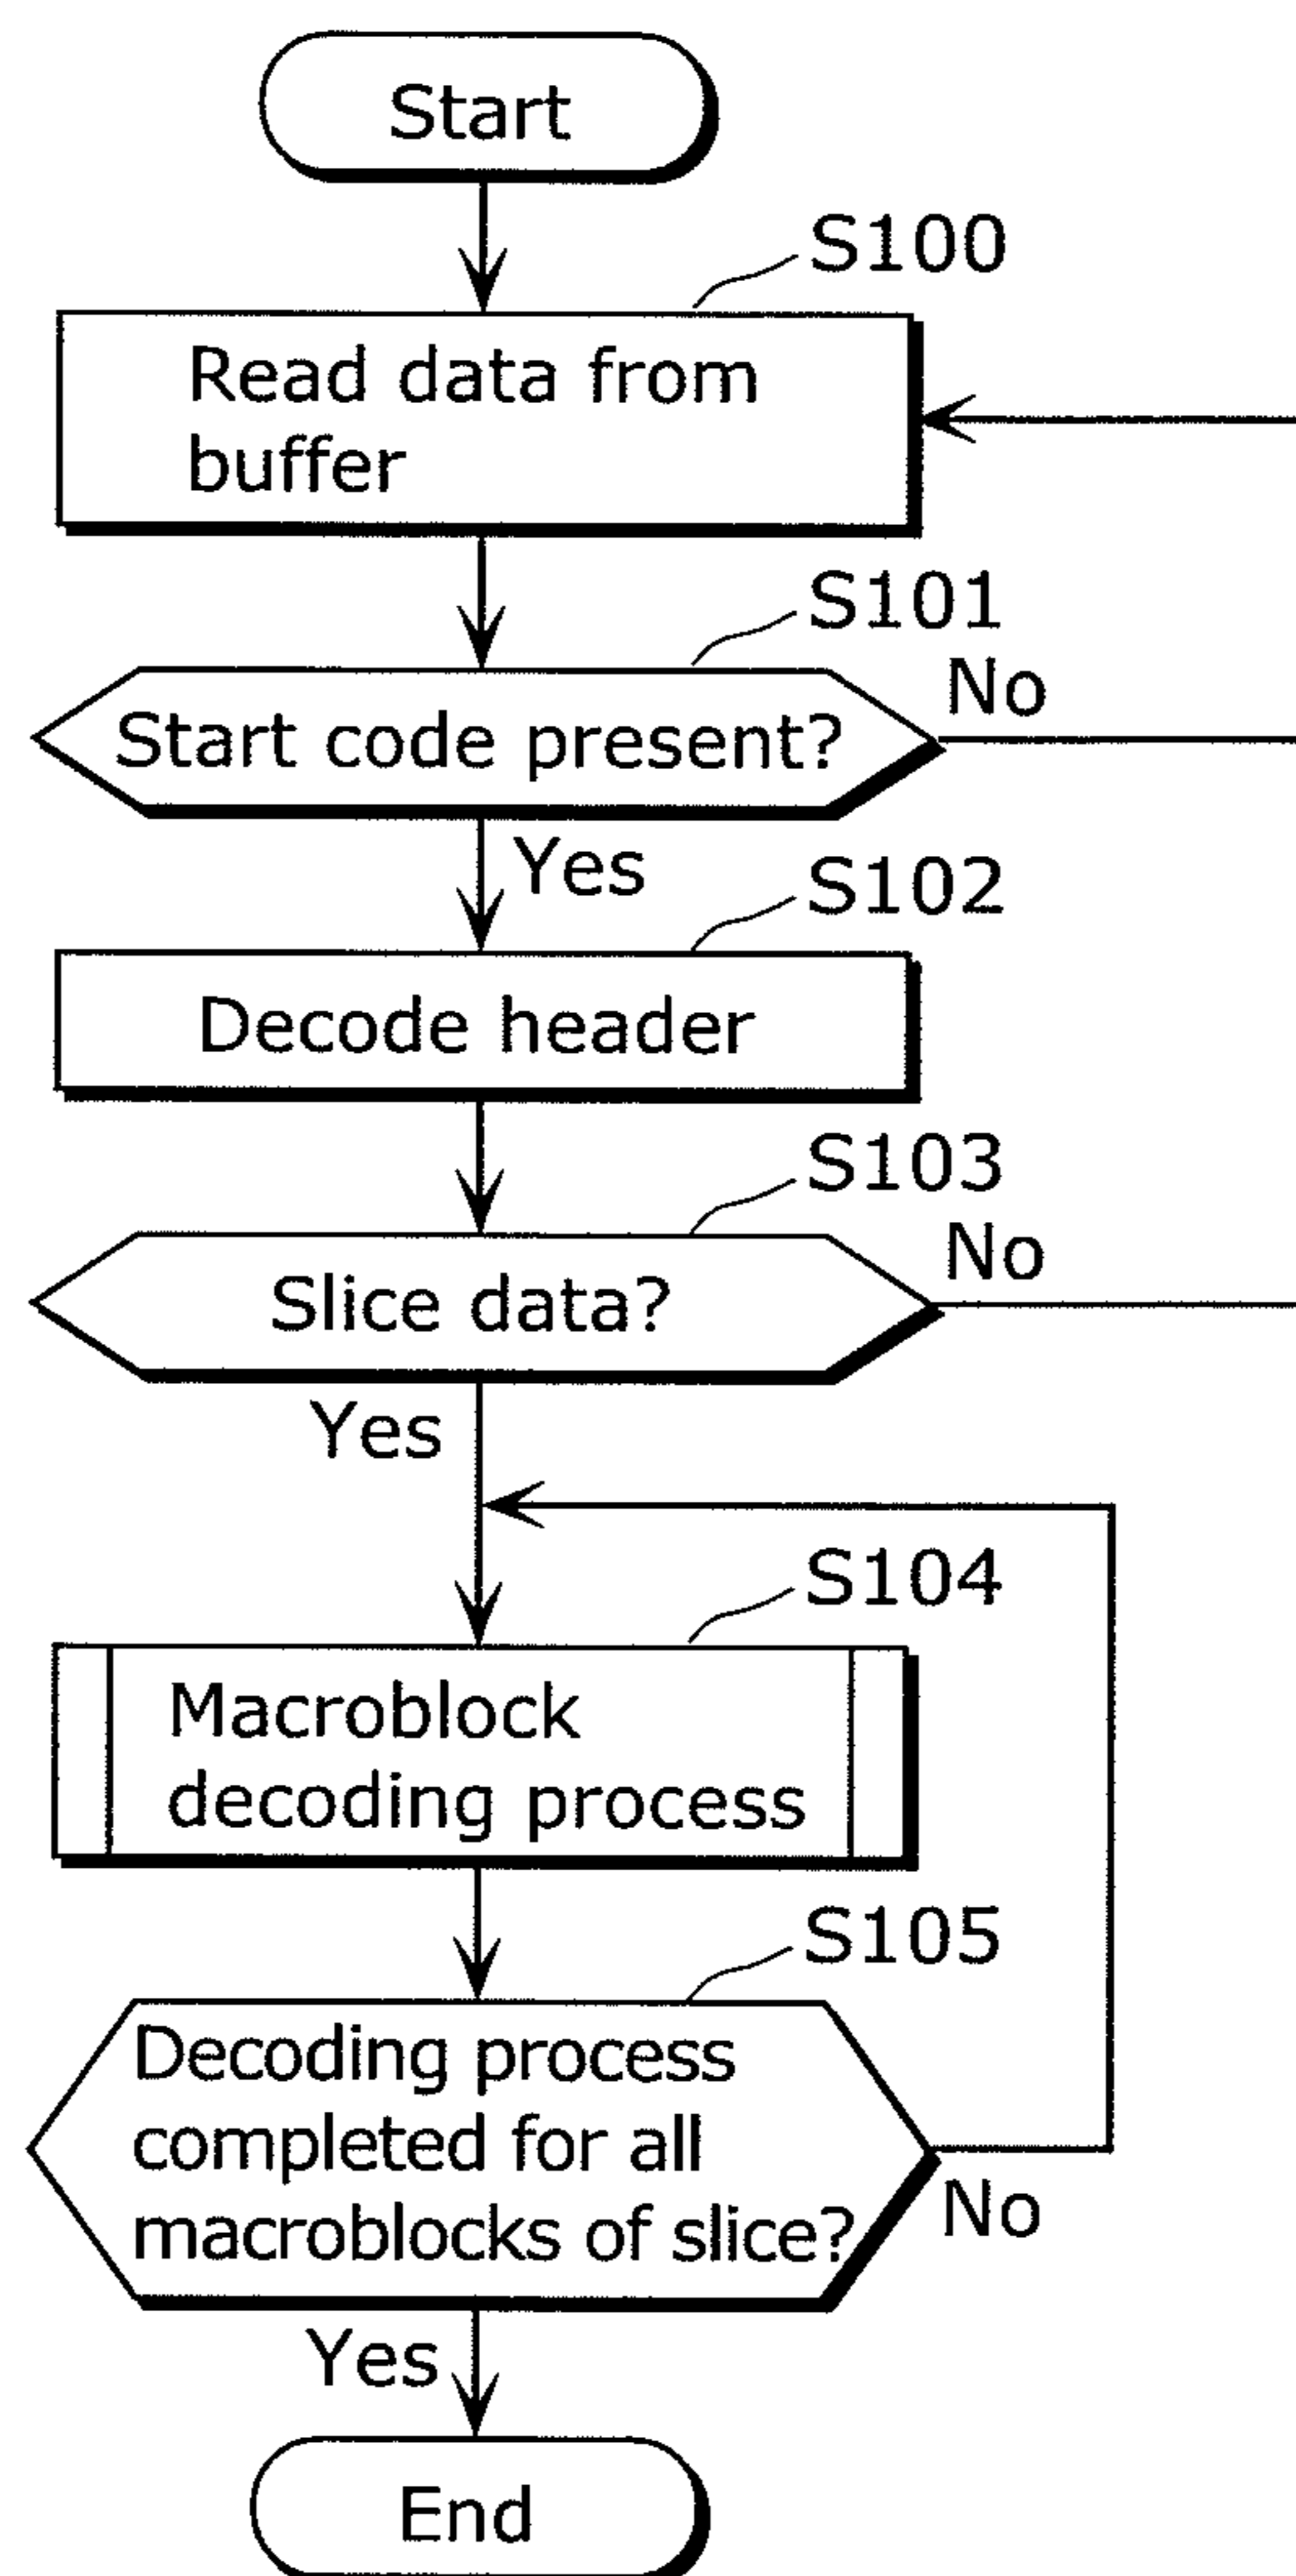 Start
S100
Read data from
buffer
S101
Start code present?
No
Yes
S102
Decode header
S103
Slice data?
No
Yes
S104
Macroblock
decoding process
S105
Decoding process
completed for all
macroblocks of slice?
No
Yes
End